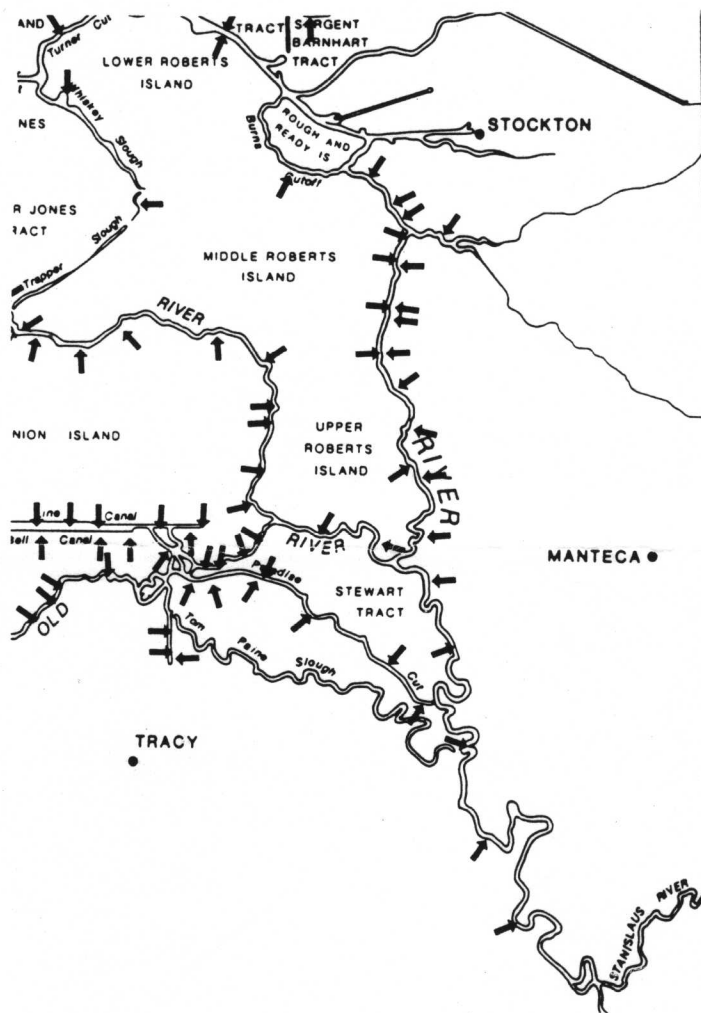 AND
Turner Cut
TRACT
SARGENT
BARNHART
TRACT
LOWER ROBERTS
ISLAND
Whiskey Slough
NES
Burns Cutoff
ROUGH AND
READY IS
STOCKTON
R JONES
RACT
Trapper Slough
MIDDLE ROBERTS
ISLAND
RIVER
NION ISLAND
UPPER
ROBERTS
ISLAND
RIVER
ine Canal
Canal
RIVER
MANTECA
OLD
Paradise Cut
STEWART
TRACT
Tom Paine Slough
TRACY
STANISLAUS RIVER